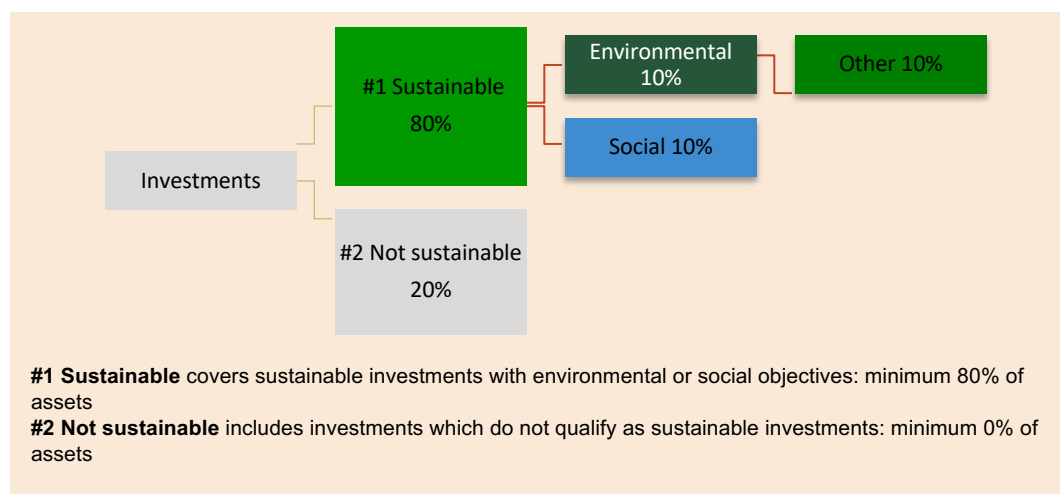 Investments
#1 Sustainable
80%
#2 Not sustainable
20%
Environmental
10%
Social 10%
Other 10%
#1 Sustainable covers sustainable investments with environmental or social objectives: minimum 80% of
assets
#2 Not sustainable includes investments which do not qualify as sustainable investments: minimum 0% of
assets